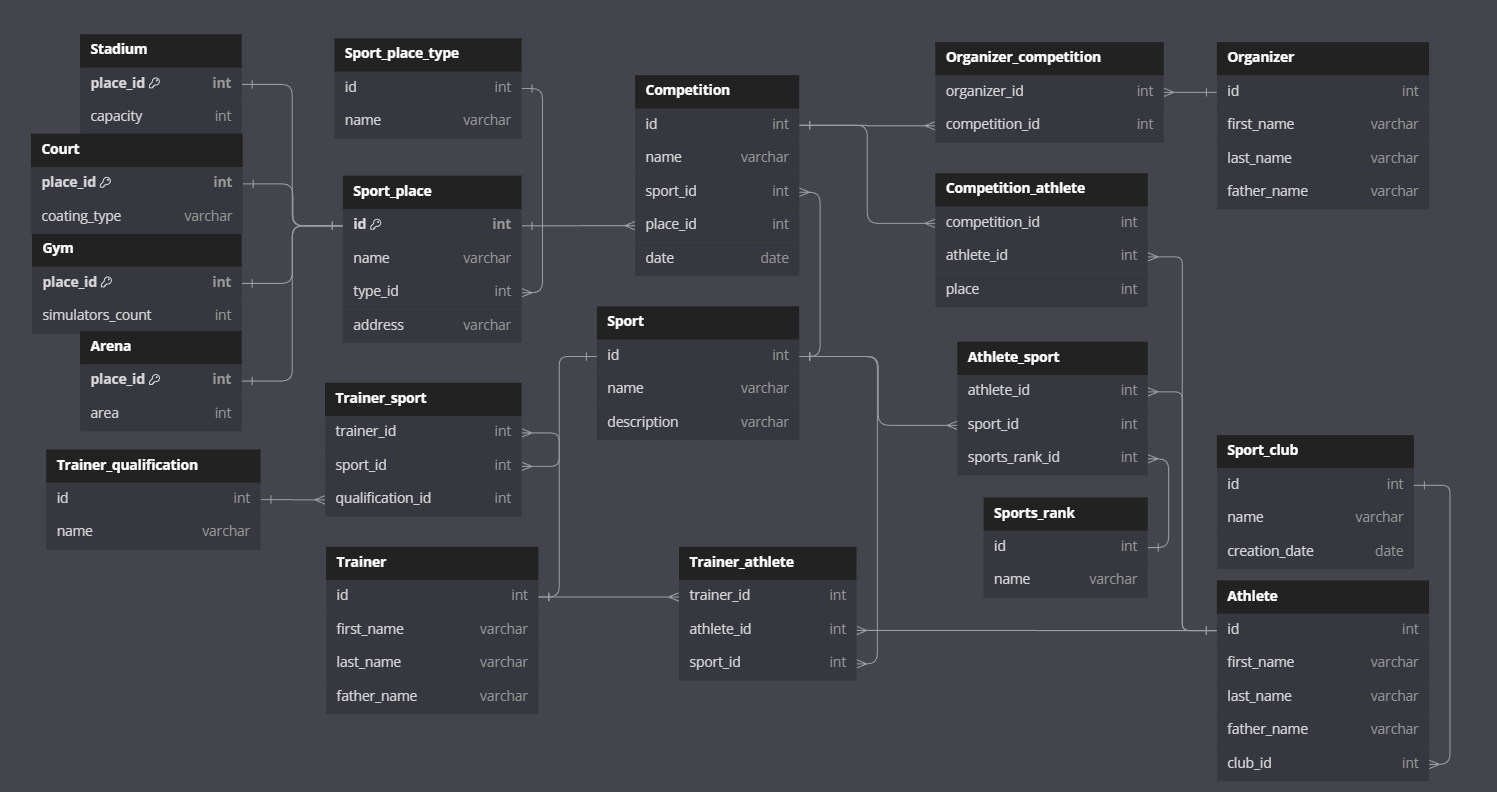 Stadium
place_id int
capacity int
Court
place_id int
coating_type varchar
Gym
place_id int
simulators_count int
Arena
place_id int
area int
Trainer_qualification
id int
name varchar
Sport_place_type
id int
name varchar
Sport_place
id int
name varchar
type_id int
address varchar
Trainer_sport
trainer_id int
sport_id int
qualification_id int
Trainer
id int
first_name varchar
last_name varchar
father_name varchar
Competition
id int
name varchar
sport_id int
place_id int
date date
Sport
id int
name varchar
description varchar
Trainer_athlete
trainer_id int
athlete_id int
sport_id int
Organizer_competition
organizer_id int
competition_id int
Competition_athlete
competition_id int
athlete_id int
place int
Athlete_sport
athlete_id int
sport_id int
sports_rank_id int
Sports_rank
id int
name varchar
Organizer
id int
first_name varchar
last_name varchar
father_name varchar
Sport_club
id int
name varchar
creation_date date
Athlete
id int
first_name varchar
last_name varchar
father_name varchar
club_id int